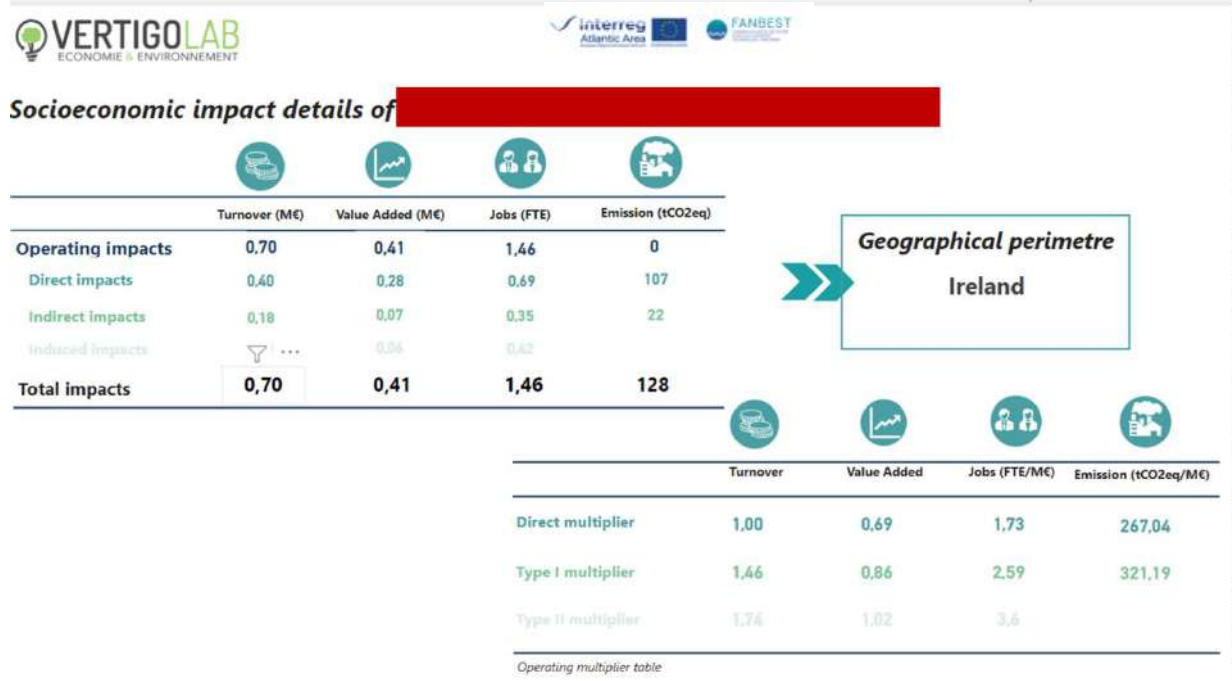 VERTIGOLAB
ECONOMIE & ENVIRONNEMENT
Interreg
Atlantic Area
FANBEST
Socioeconomic impact details of
Turnover (M€) Value Added (M€) Jobs (FTE) Emission (tCO2eq)
Operating impacts 0,70 0,41 1,46 0
Direct impacts 0,40 0,28 0,69 107
Indirect impacts 0,18 0,07 0,35 22
Induced impacts ... 0,06 0,42
Total impacts 0,70 0,41 1,46 128
Geographical perimetre
Ireland
Turnover Value Added Jobs (FTE/M€) Emission (tCO2eq/M€)
Direct multiplier 1,00 0,69 1,73 267,04
Type I multiplier 1,46 0,86 2,59 321,19
Type II multiplier 1,74 1,02 3,6
Operating multiplier table